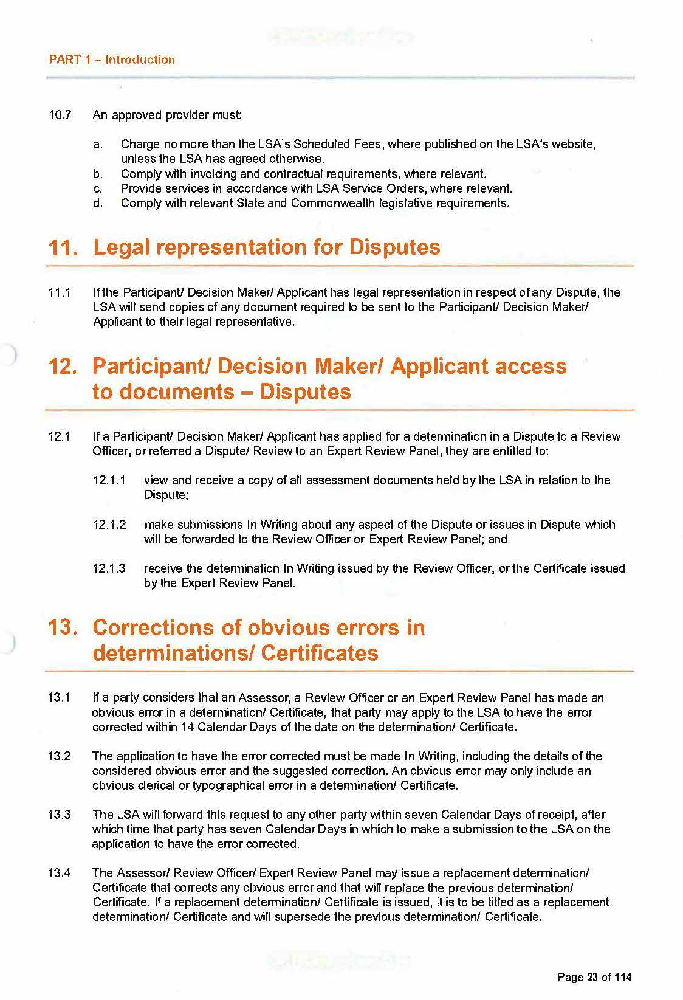 PART 1 – Introduction
10.7 An approved provider must:
a. Charge no more than the LSA's Scheduled Fees, where published on the LSA's website,
unless the LSA has agreed otherwise.
b. Comply with invoicing and contractual requirements, where relevant.
c. Provide services in accordance with LSA Service Orders, where relevant.
d. Comply with relevant State and Commonwealth legislative requirements.
11. Legal representation for Disputes
11.1 If the Participant/ Decision Maker/ Applicant has legal representation in respect of any Dispute, the
LSA will send copies of any document required to be sent to the Participant/ Decision Maker/
Applicant to their legal representative.
12. Participant/ Decision Maker/ Applicant access
to documents – Disputes
12.1 If a Participant/ Decision Maker/ Applicant has applied for a determination in a Dispute to a Review
Officer, or referred a Dispute/ Review to an Expert Review Panel, they are entitled to:
12.1.1 view and receive a copy of all assessment documents held by the LSA in relation to the
Dispute;
12.1.2 make submissions In Writing about any aspect of the Dispute or issues in Dispute which
will be forwarded to the Review Officer or Expert Review Panel; and
12.1.3 receive the determination In Writing issued by the Review Officer, or the Certificate issued
by the Expert Review Panel.
13. Corrections of obvious errors in
determinations/ Certificates
13.1 If a party considers that an Assessor, a Review Officer or an Expert Review Panel has made an
obvious error in a determination/ Certificate, that party may apply to the LSA to have the error
corrected within 14 Calendar Days of the date on the determination/ Certificate.
13.2 The application to have the error corrected must be made In Writing, including the details of the
considered obvious error and the suggested correction. An obvious error may only include an
obvious clerical or typographical error in a determination/ Certificate.
13.3 The LSA will forward this request to any other party within seven Calendar Days of receipt, after
which time that party has seven Calendar Days in which to make a submission to the LSA on the
application to have the error corrected.
13.4 The Assessor/ Review Officer/ Expert Review Panel may issue a replacement determination/
Certificate that corrects any obvious error and that will replace the previous determination/
Certificate. If a replacement determination/ Certificate is issued, It is to be titled as a replacement
determination/ Certificate and will supersede the previous determination/ Certificate.
Page 23 of 114